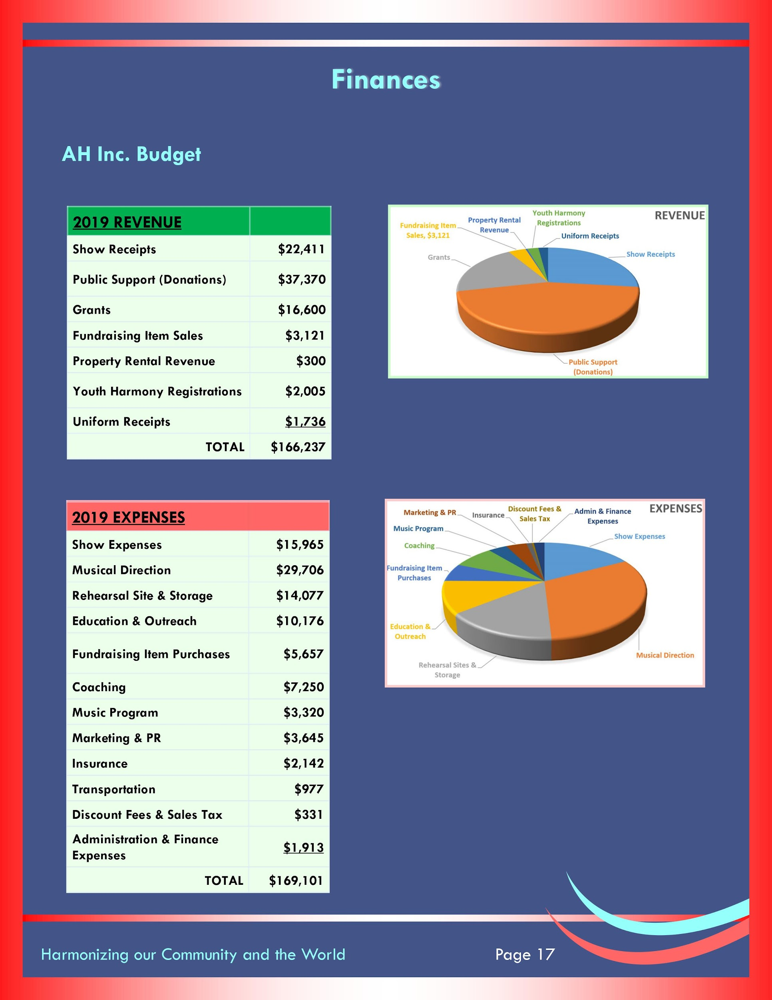 Finances
AH Inc. Budget
2019 REVENUE
Show Receipts $22,411
Public Support (Donations) $37,370
Grants $16,600
Fundraising Item Sales $3,121
Property Rental Revenue $300
Youth Harmony Registrations $2,005
Uniform Receipts $1,736
TOTAL $166,237
REVENUE
Youth Harmony
Registrations
Property Rental
Revenue
Fundraising Item
Sales, $3,121
Uniform Receipts
Show Receipts
Grants
Public Support
(Donations)
2019 EXPENSES
Show Expenses $15,965
Musical Direction $29,706
Rehearsal Site & Storage $14,077
Education & Outreach $10,176
Fundraising Item Purchases $5,657
Coaching $7,250
Music Program $3,320
Marketing & PR $3,645
Insurance $2,142
Transportation $977
Discount Fees & Sales Tax $331
Administration & Finance
Expenses $1,913
TOTAL $169,101
EXPENSES
Marketing & PR
Insurance
Discount Fees &
Sales Tax
Admin & Finance
Expenses
Music Program
Show Expenses
Coaching
Fundraising Item
Purchases
Education &
Outreach
Musical Direction
Rehearsal Sites &
Storage
Harmonizing our Community and the World
Page 17